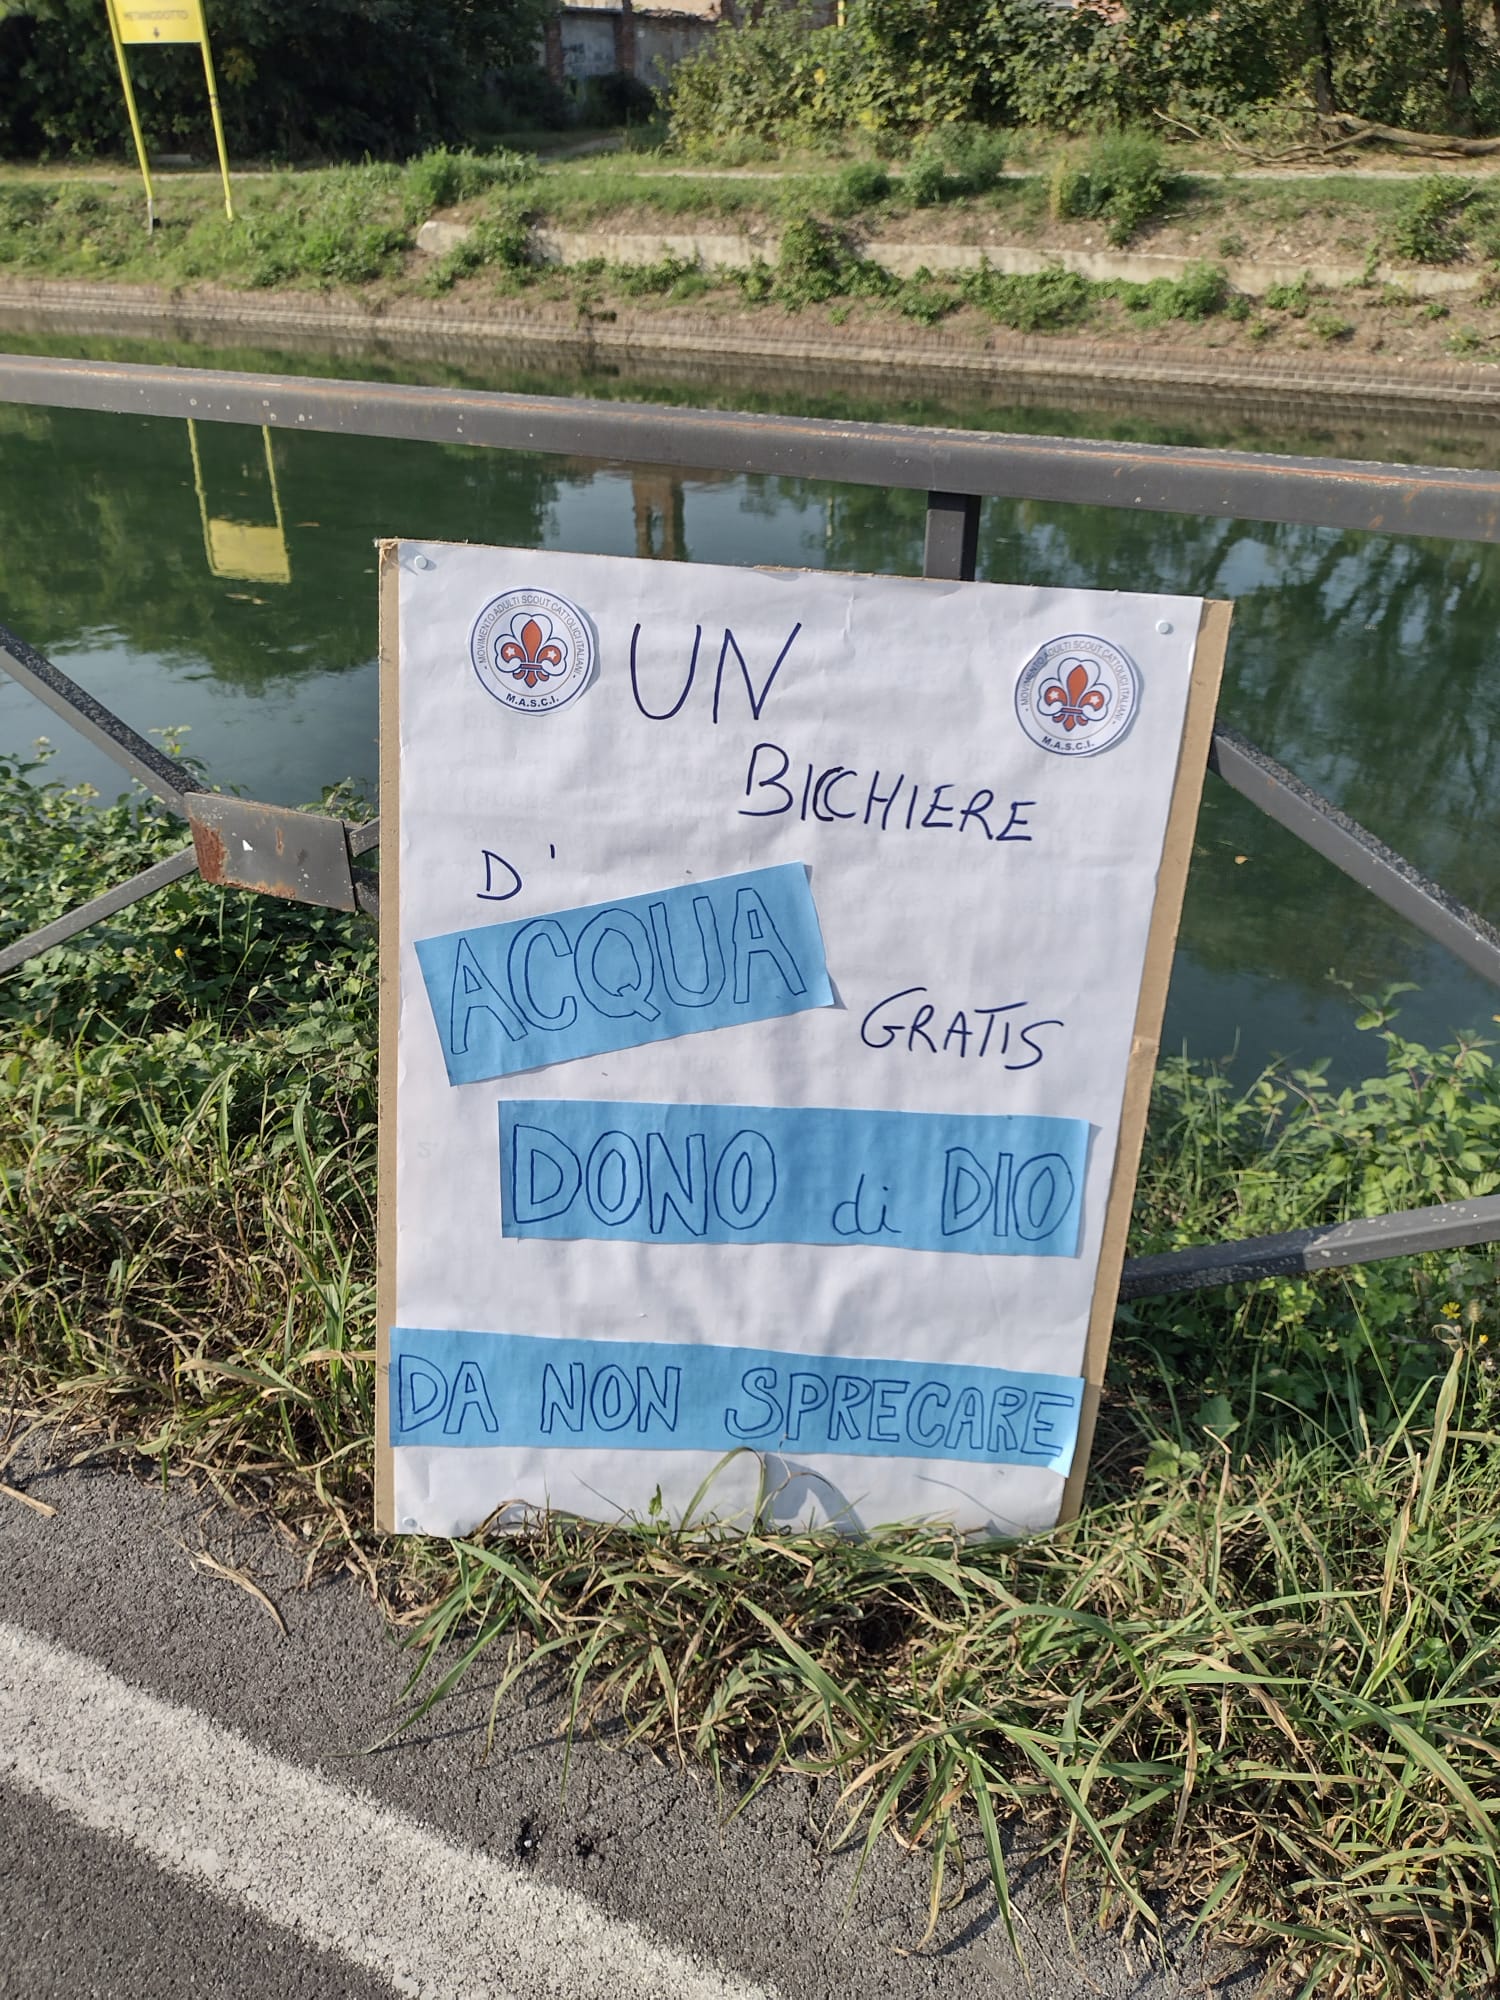 METANODOTTO
MOVIMENTO ADULTI SCOUT CATTOLICI ITALIANI
M.A.S.C.I.
MOVIMENTO ADULTI SCOUT CATTOLICI ITALIANI
M.A.S.C.I.
UN
BICCHIERE
D'
ACQUA
GRATIS
DONO di DIO
DA NON SPRECARE